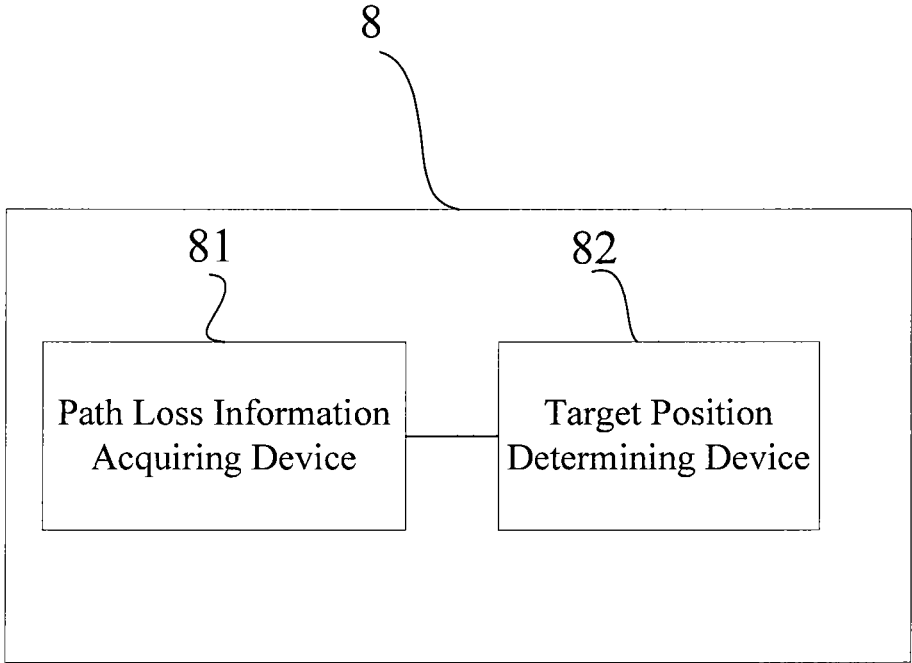 8
81
82
Path Loss Information
Acquiring Device
Target Position
Determining Device